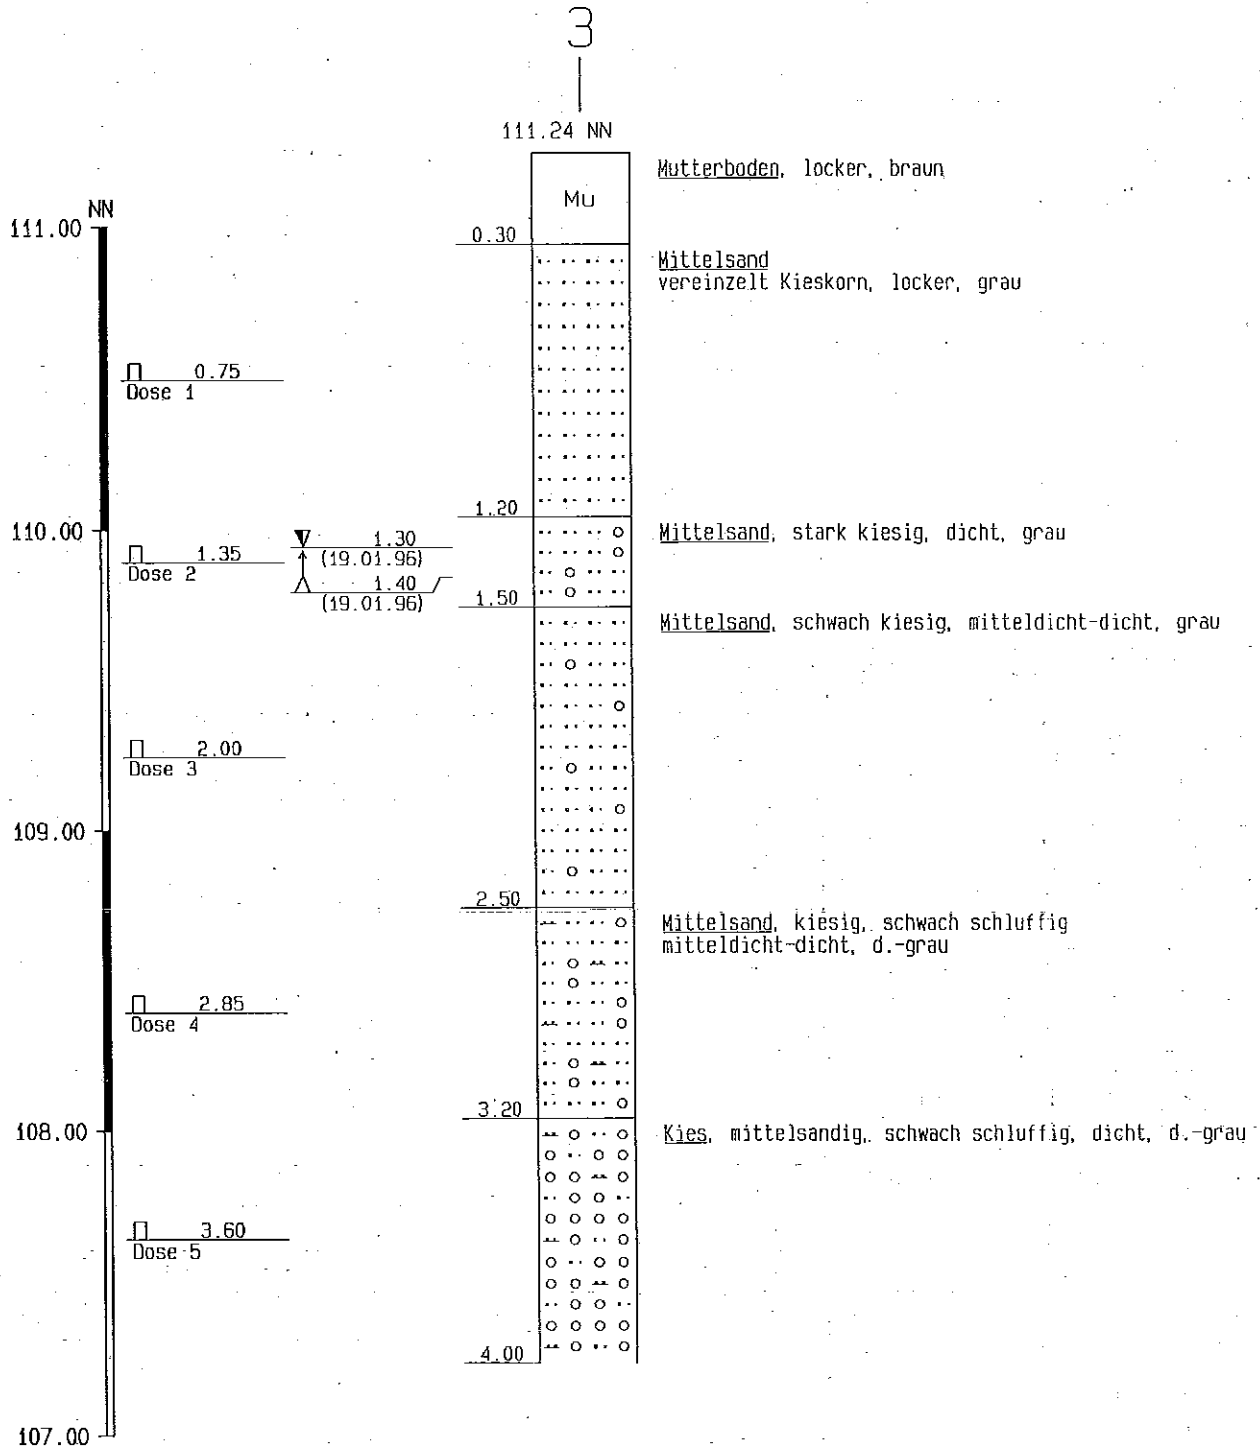 3
111.24 NN
Mutterboden, locker, braun
Mu
NN
111.00
0.30
Mittelsand
vereinzelt Kieskorn, locker, grau
0.75
Dose 1
1.20
110.00
Mittelsand, stark kiesig, dicht, grau
1.30
(19.01.96)
1.35
Dose 2
1.40
(19.01.96)
1.50
Mittelsand, schwach kiesig, mitteldicht-dicht, grau
2.00
Dose 3
109.00
2.50
Mittelsand, kiesig, schwach schluffig
mitteldicht-dicht, d.-grau
2.85
Dose 4
3.20
108.00
Kies, mittelsandig, schwach schluffig, dicht, d.-grau
3.60
Dose 5
4.00
107.00